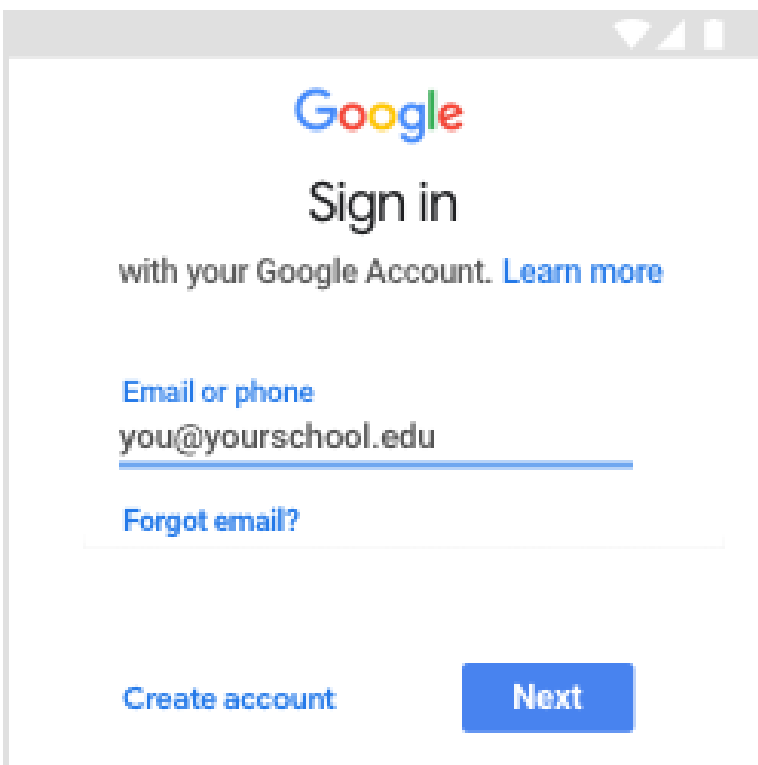 Google
Sign in
with your Google Account. Learn more
Email or phone
you@yourschool.edu
Forgot email?
Create account
Next